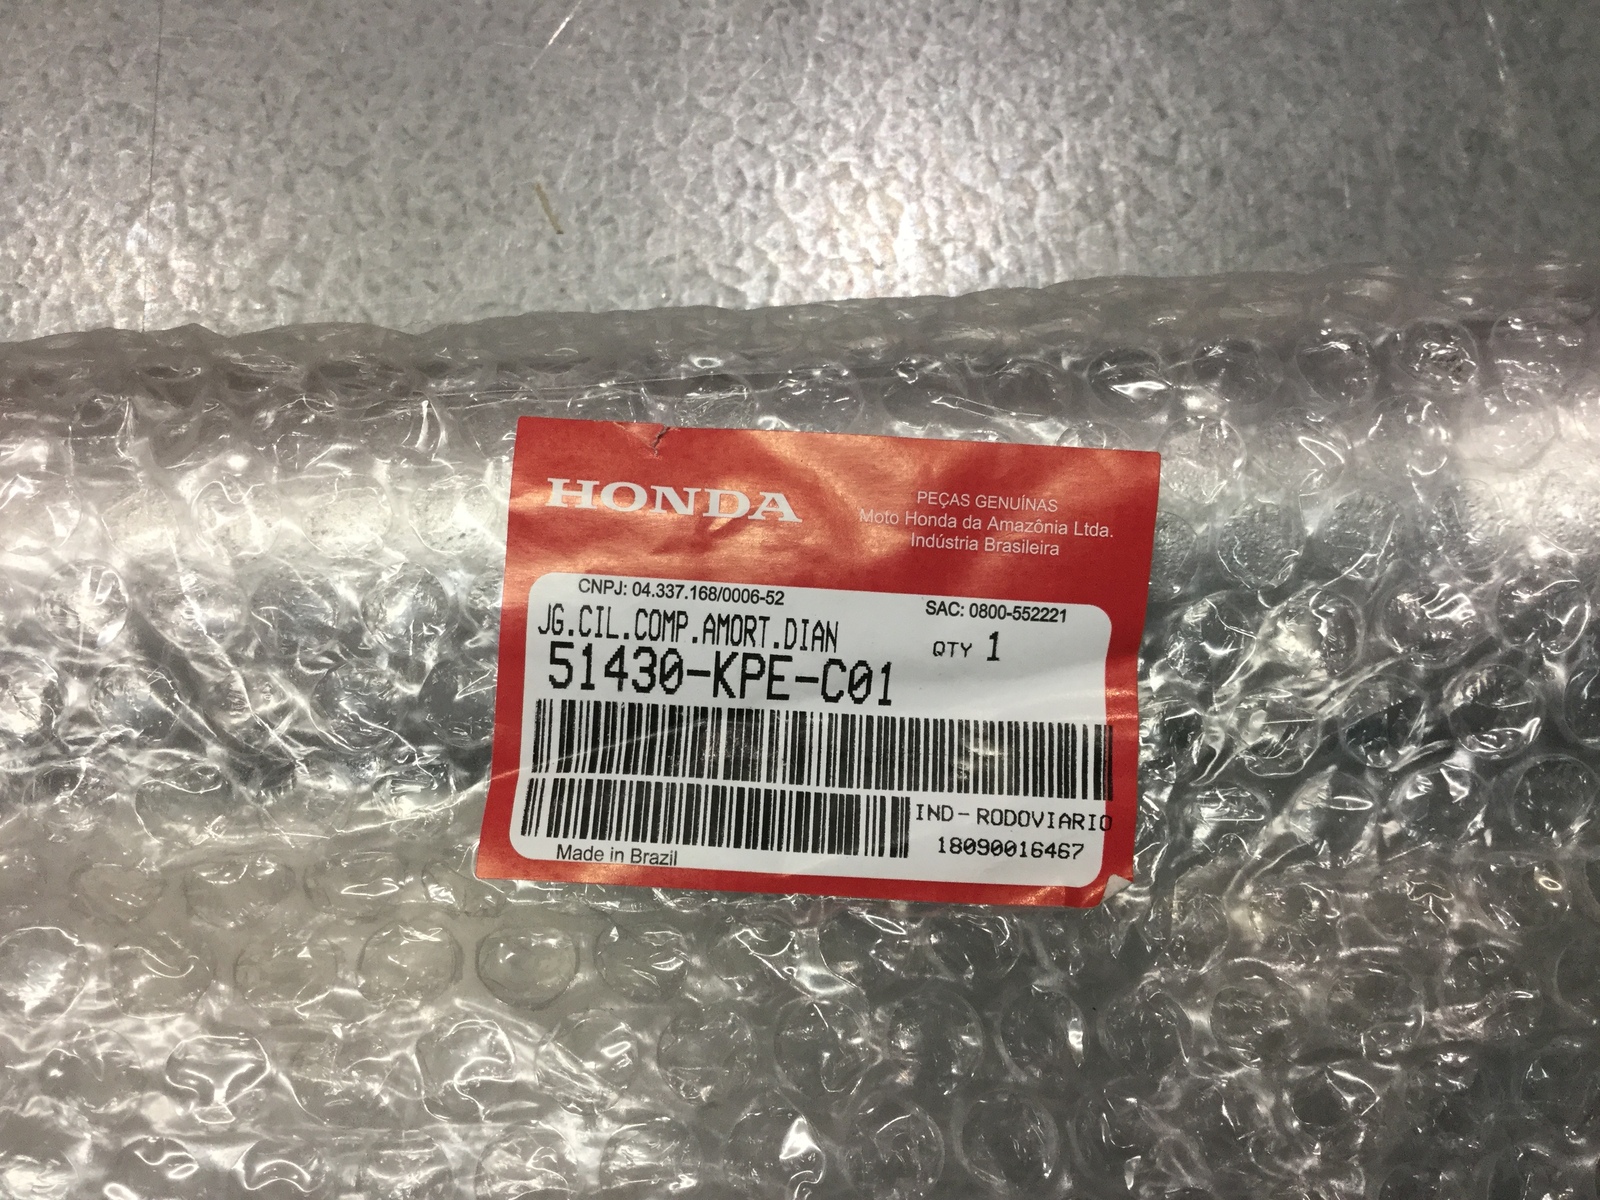 HONDA
PEÇAS GENUÍNAS
Moto Honda da Amazônia Ltda.
Indústria Brasileira
CNPJ: 04.337.168/0006-52
SAC: 0800-552221
JG.CIL.COMP.AMORT.DIAN
QTY 1
51430-KPE-C01
IND-RODOVIARIO
18090016467
Made in Brazil